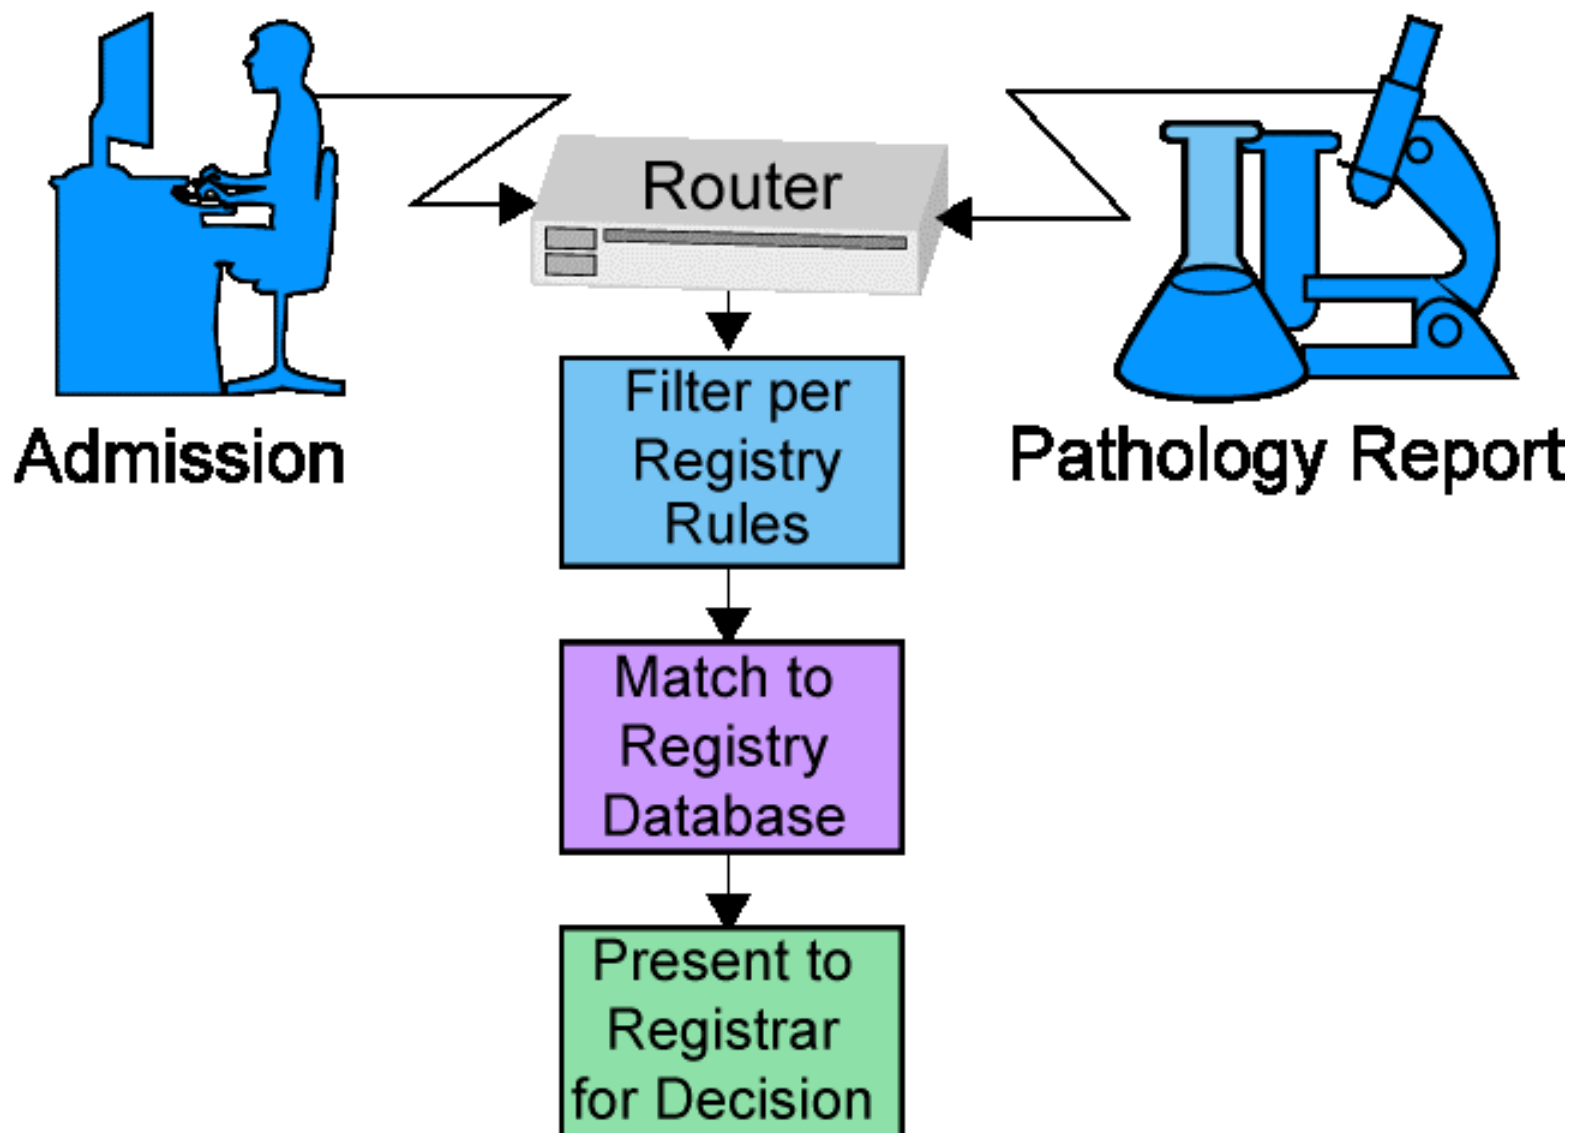 Router
Admission
Pathology Report
Filter per
Registry
Rules
Match to
Registry
Database
Present to
Registrar
for Decision